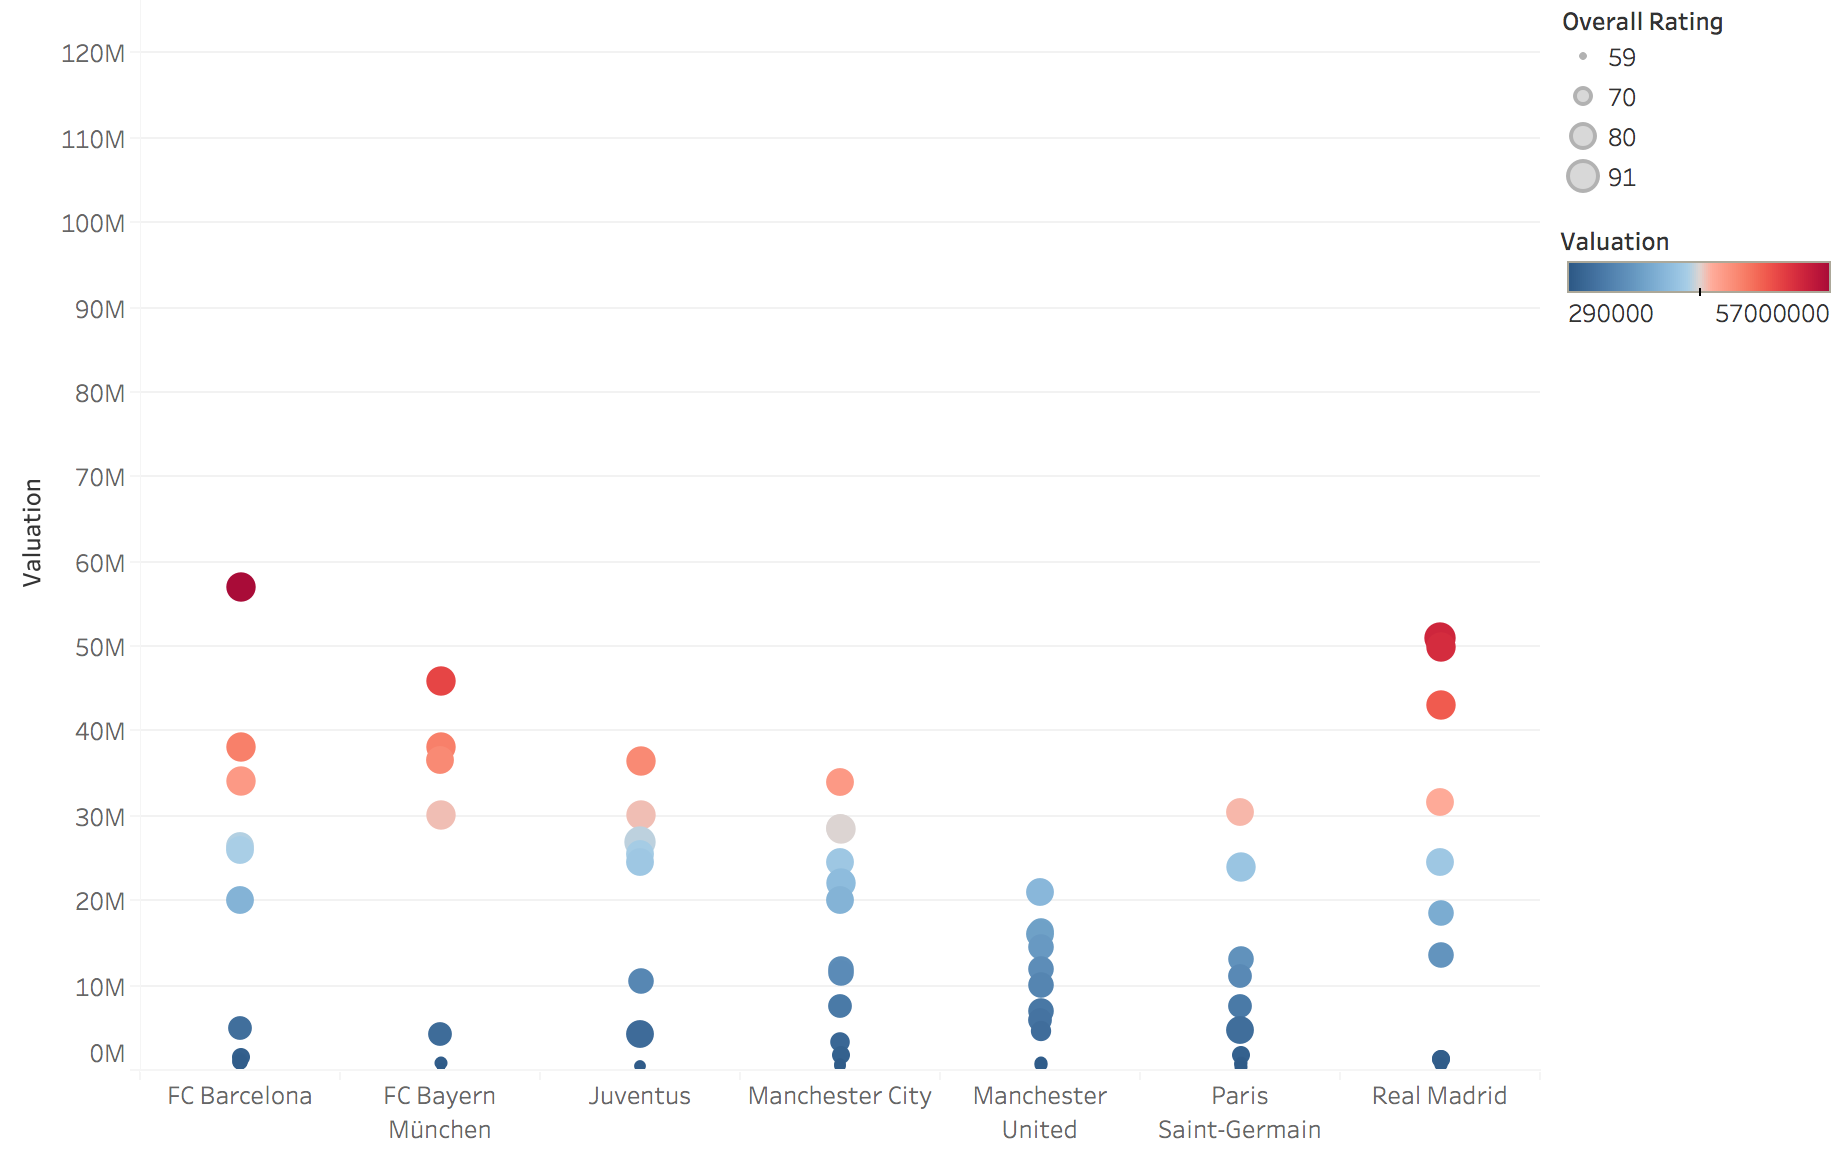 120M
110M
100M
90M
80M
70M
60M
50M
40M
30M
20M
10M
0M
Valuation
FC Barcelona
FC Bayern
München
Juventus
Manchester City
Manchester
United
Paris
Saint-Germain
Real Madrid
Overall Rating
59
70
80
91
Valuation
290000 57000000